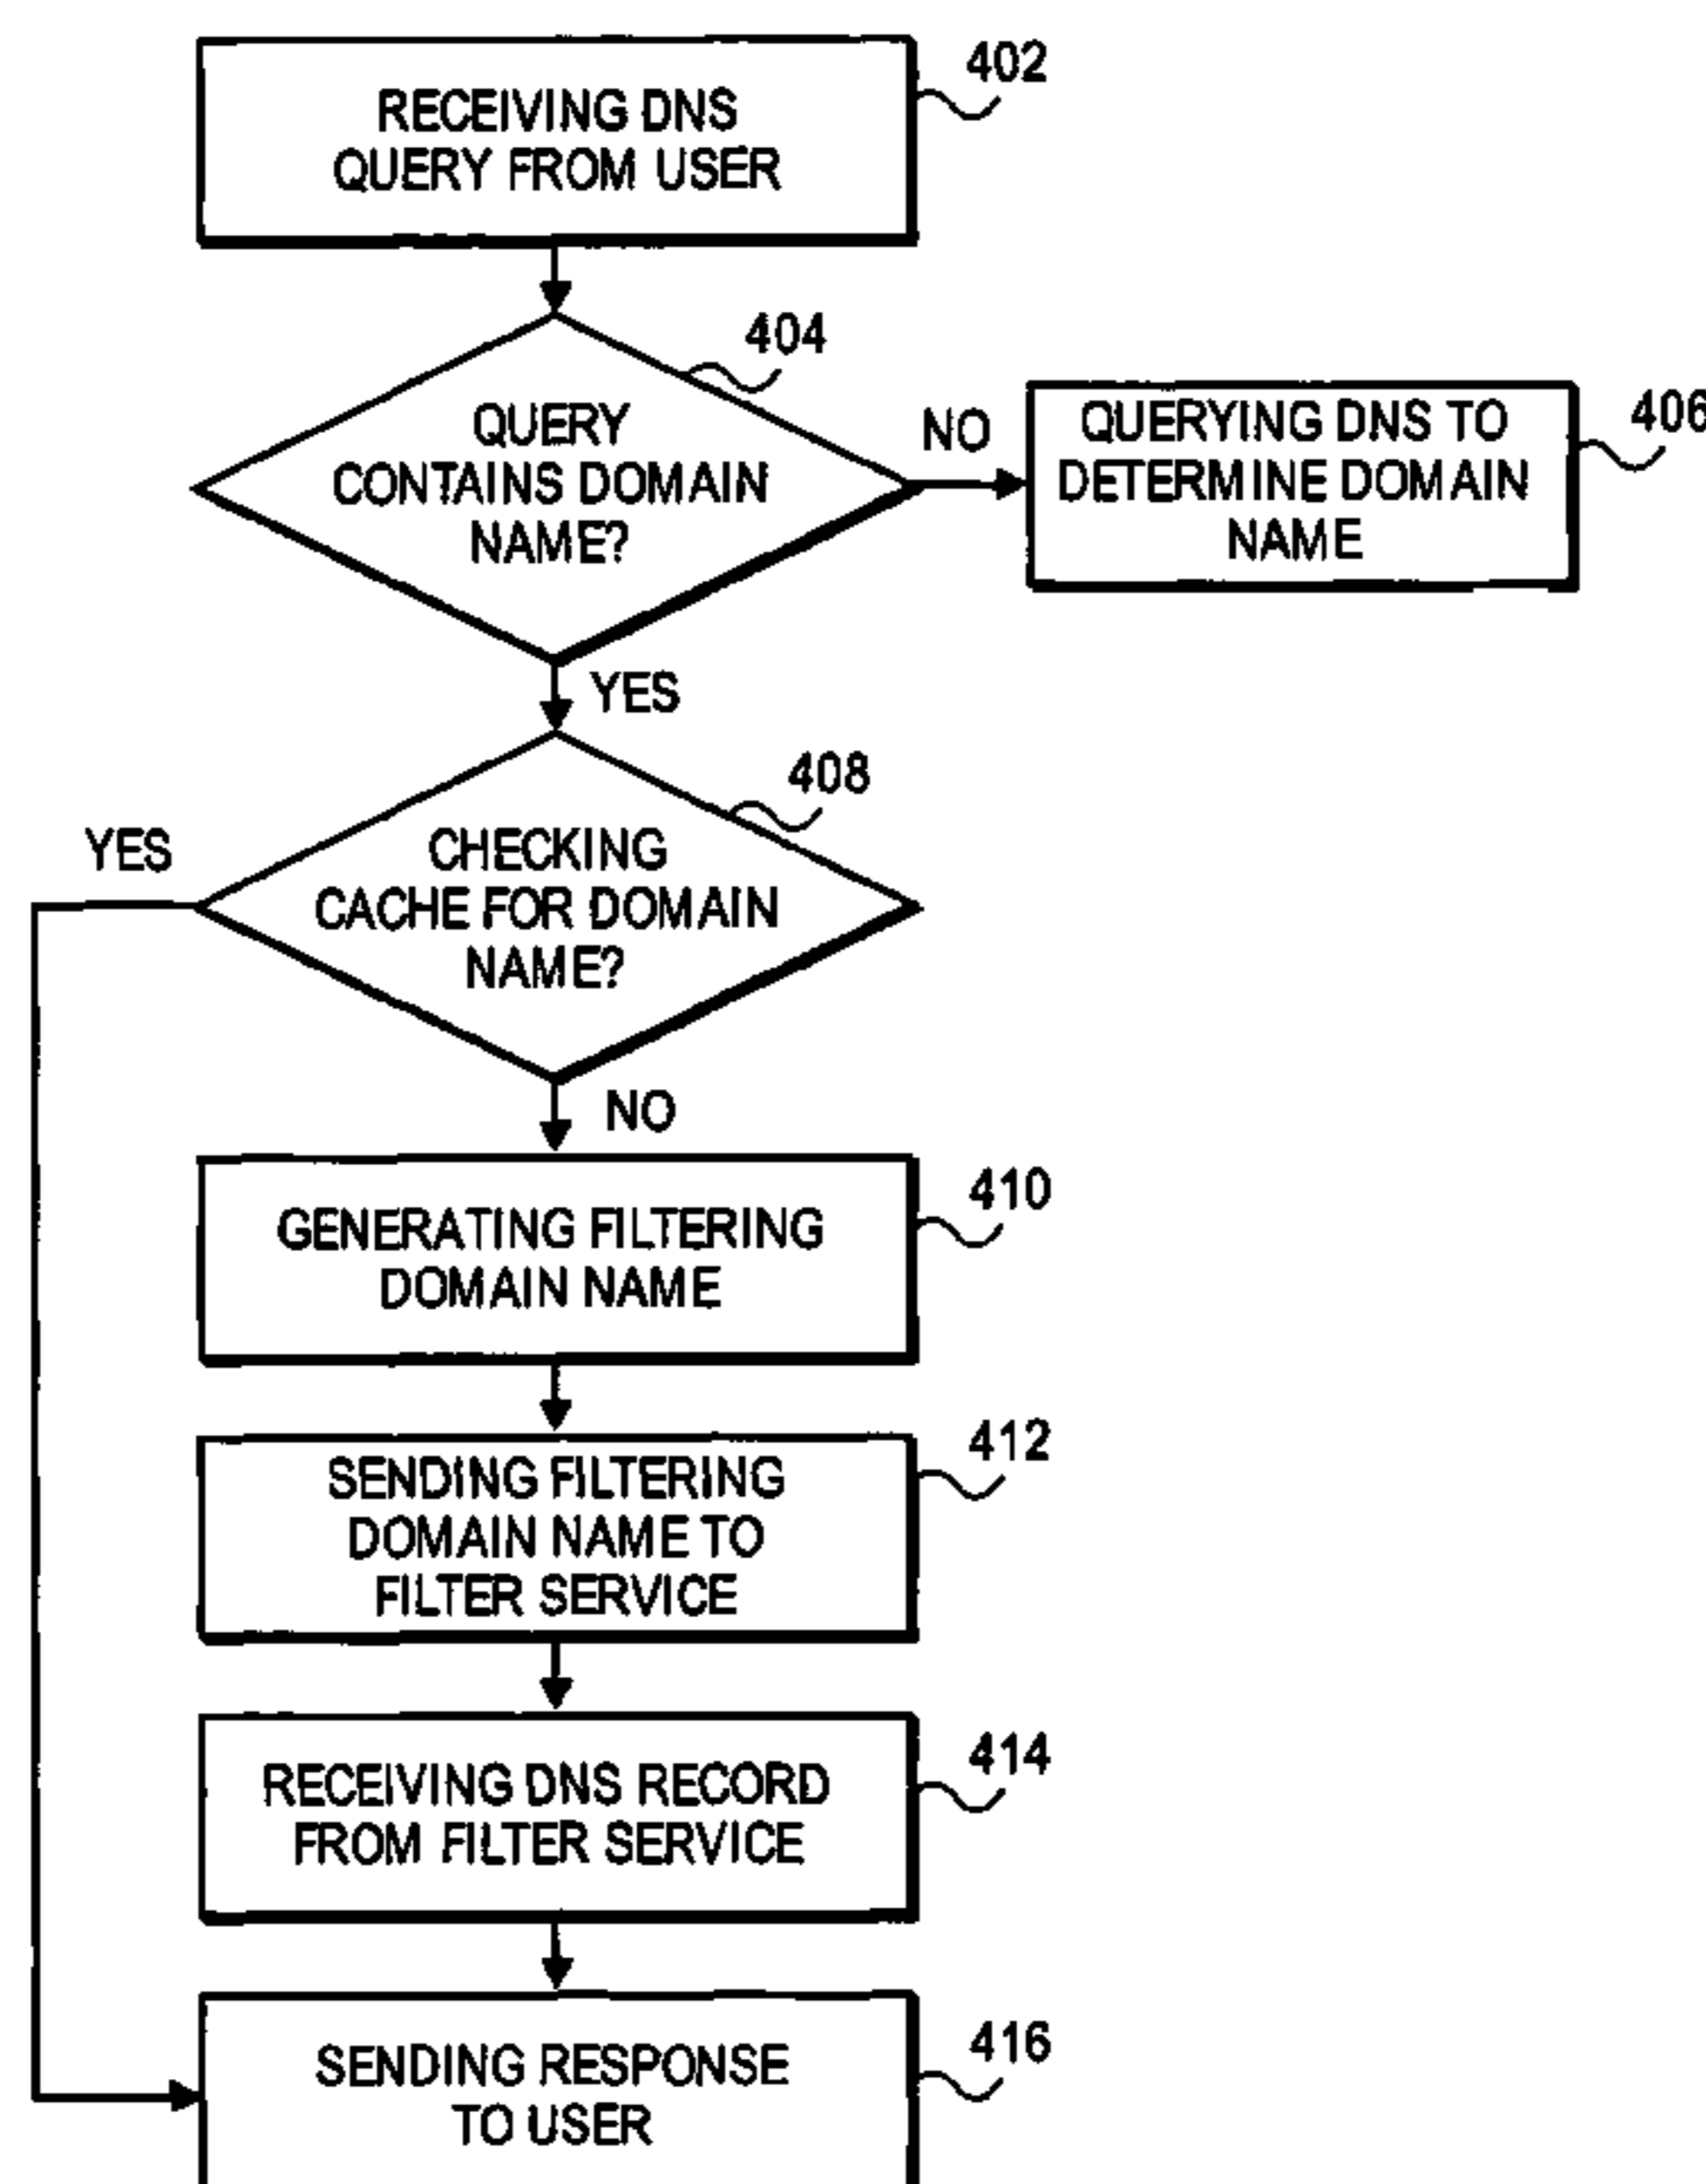 402
RECEIVING DNS
QUERY FROM USER
404
QUERY
CONTAINS DOMAIN
NAME?
NO
QUERYING DNS TO
DETERMINE DOMAIN
NAME
406
YES
408
YES
CHECKING
CACHE FOR DOMAIN
NAME?
NO
410
GENERATING FILTERING
DOMAIN NAME
412
SENDING FILTERING
DOMAIN NAME TO
FILTER SERVICE
414
RECEIVING DNS RECORD
FROM FILTER SERVICE
416
SENDING RESPONSE
TO USER